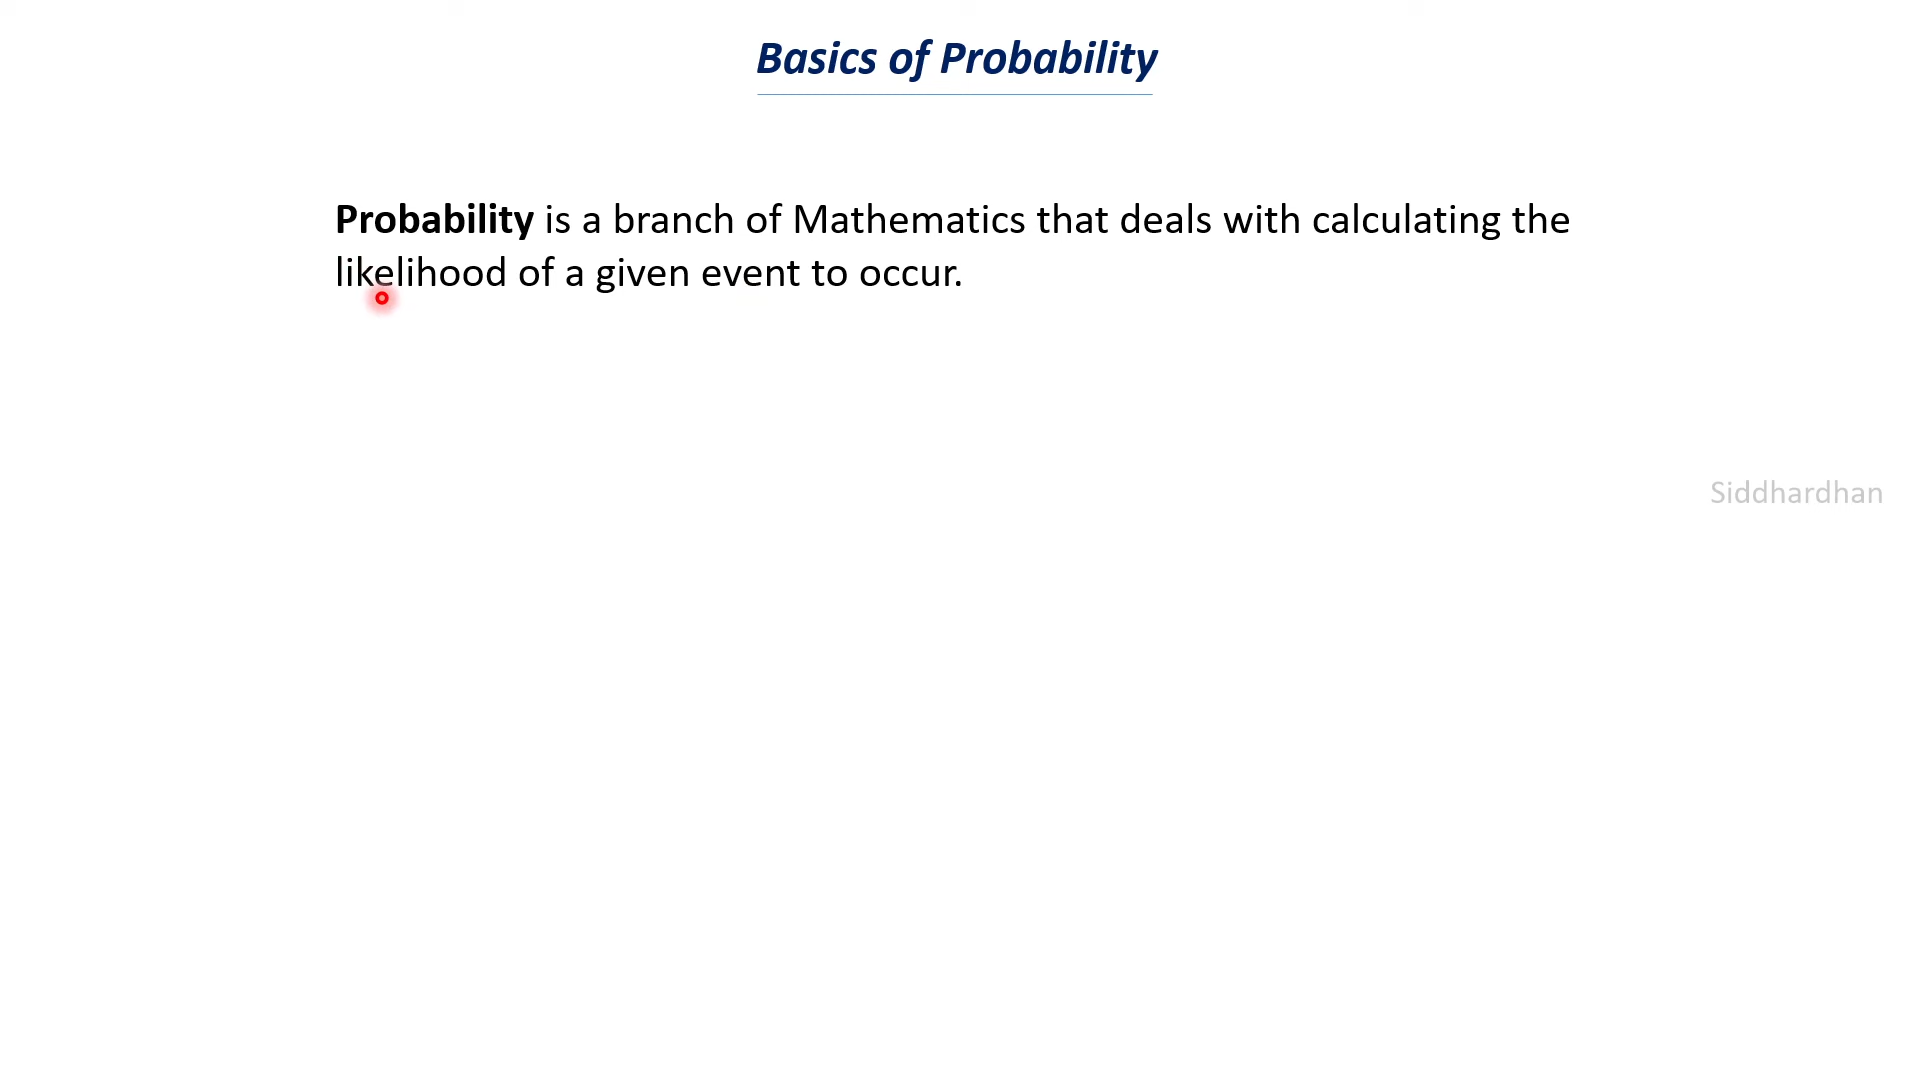 Basics of Probability
Probability is a branch of Mathematics that deals with calculating the
likelihood of a given event to occur.
Siddhardhan